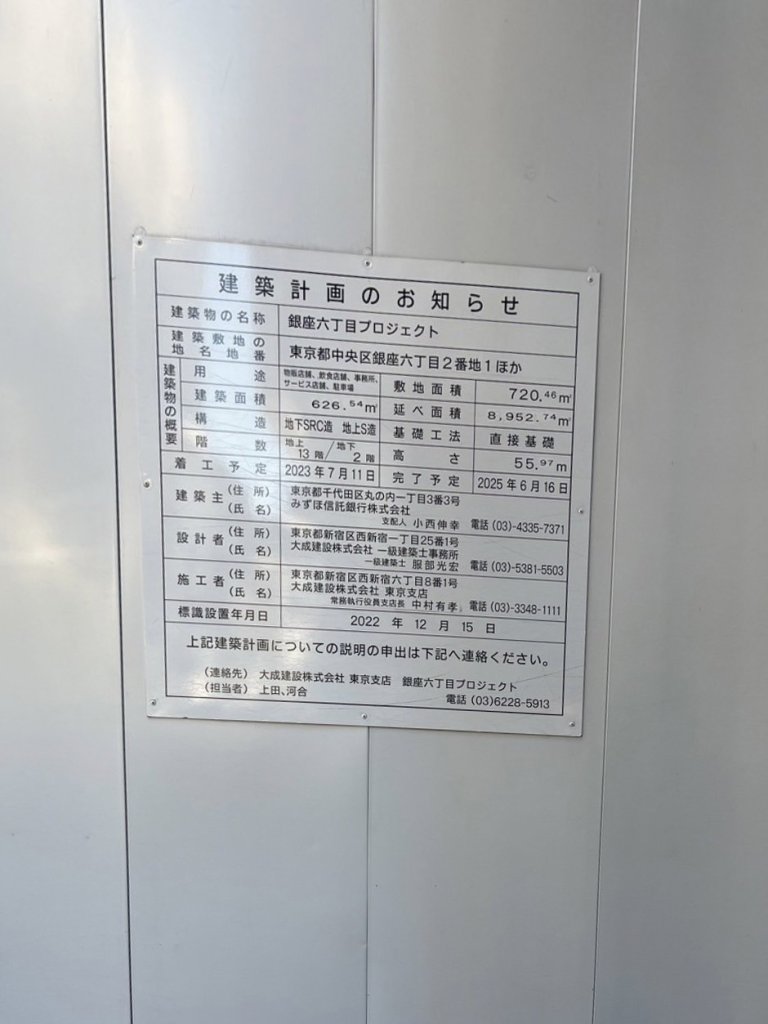 建築計画のお知らせ
建築物の名称 銀座六丁目プロジェクト
建築敷地の地名地番 東京都中央区銀座六丁目2番地1ほか
建築物の概要
用途 物販店舗、飲食店舗、事務所、サービス店舗、駐車場 敷地面積 720.46㎡
建築面積 626.54㎡ 延べ面積 8,952.74㎡
構造 地下SRC造 地上S造 基礎工法 直接基礎
階数 地上13階/地下2階 高さ 55.97m
着工予定 2023年7月11日 完了予定 2025年6月16日
建築主(住所) 東京都千代田区丸の内一丁目3番3号
(氏名) みずほ信託銀行株式会社
支配人 小西伸幸 電話(03)-4335-7371
設計者(住所) 東京都新宿区西新宿一丁目25番1号
(氏名) 大成建設株式会社 一級建築士事務所
一級建築士 服部光宏 電話(03)-5381-5503
施工者(住所) 東京都新宿区西新宿六丁目8番1号
(氏名) 大成建設株式会社 東京支店
常務執行役員支店長 中村有孝 電話(03)-3348-1111
標識設置年月日 2022 年 12 月 15 日
上記建築計画についての説明の申出は下記へ連絡ください。
(連絡先) 大成建設株式会社 東京支店 銀座六丁目プロジェクト
(担当者) 上田、河合 電話(03)6228-5913